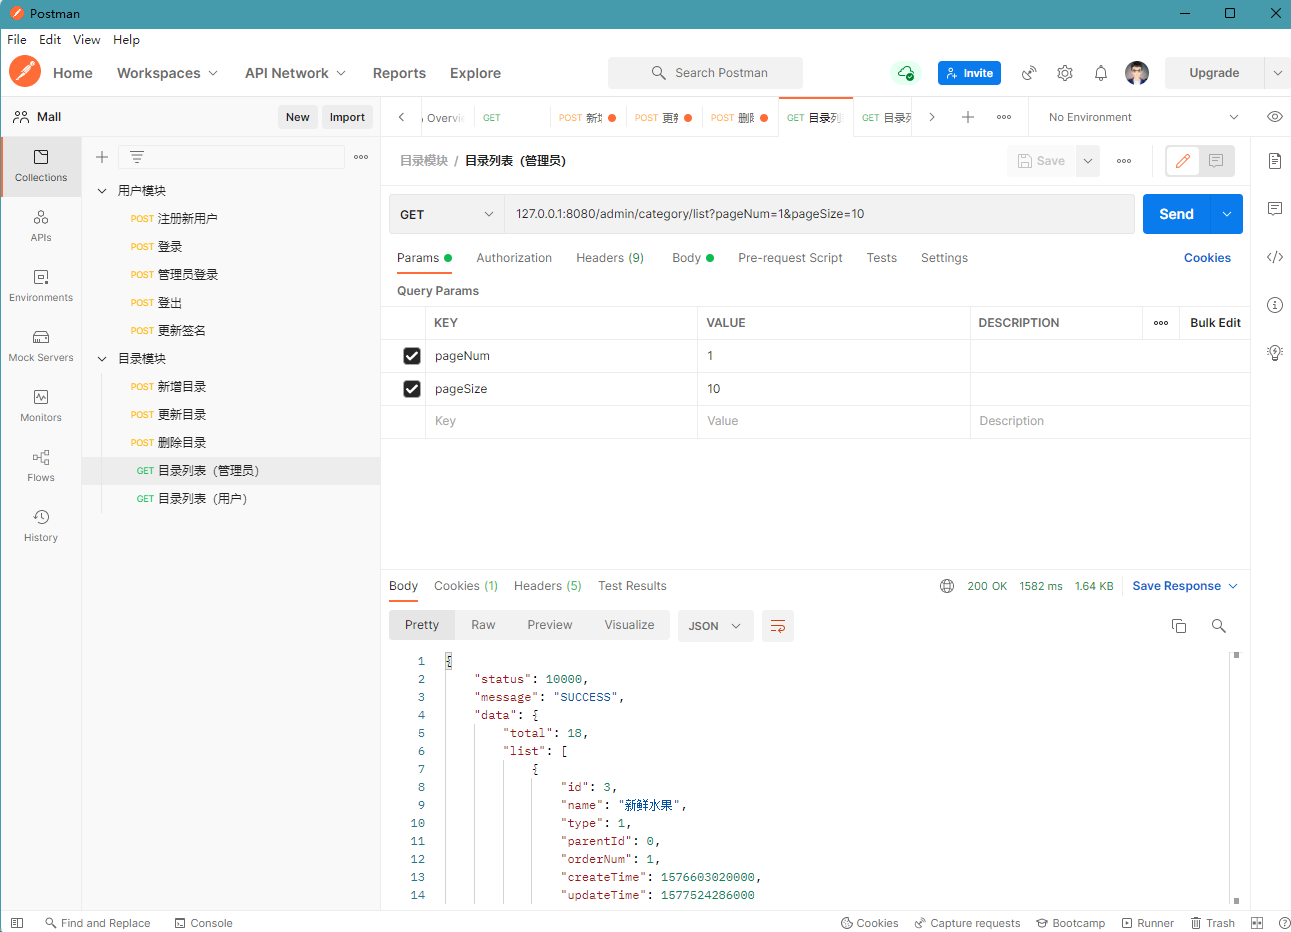 Postman
File Edit View Help
Home Workspaces API Network Reports Explore Search Postman Invite Upgrade
Mall New Import
Overvi GET POST 新增 POST 更新 POST 删除 GET 目录列 GET 目录列 No Environment
目录模块 / 目录列表（管理员） Save
Collections
APIs
Environments
Mock Servers
Monitors
Flows
History
用户模块
POST 注册新用户
POST 登录
POST 管理员登录
POST 登出
POST 更新签名
目录模块
POST 新增目录
POST 更新目录
POST 删除目录
GET 目录列表（管理员）
GET 目录列表（用户）
GET 127.0.0.1:8080/admin/category/list?pageNum=1&pageSize=10 Send
Params Authorization Headers (9) Body Pre-request Script Tests Settings Cookies
Query Params
KEY VALUE DESCRIPTION Bulk Edit
pageNum 1
pageSize 10
Key Value Description
Body Cookies (1) Headers (5) Test Results 200 OK 1582 ms 1.64 KB Save Response
Pretty Raw Preview Visualize JSON
1 {
2 "status": 10000,
3 "message": "SUCCESS",
4 "data": {
5 "total": 18,
6 "list": [
7 {
8 "id": 3,
9 "name": "新鲜水果",
10 "type": 1,
11 "parentId": 0,
12 "orderNum": 1,
13 "createTime": 1576603020000,
14 "updateTime": 1577524286000
Find and Replace Console Cookies Capture requests Bootcamp Runner Trash